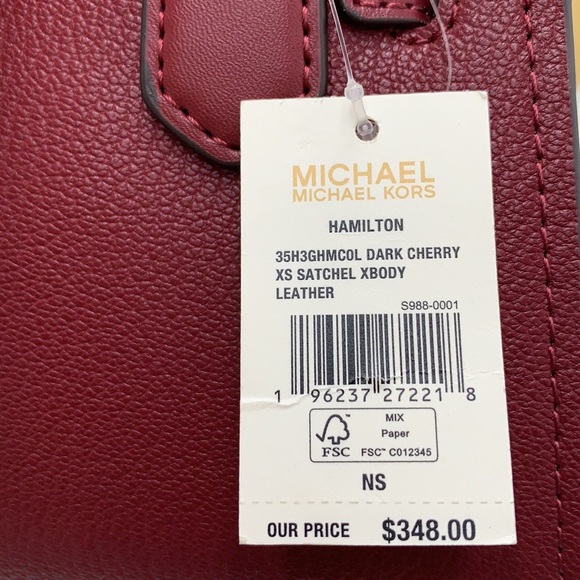 MICHAEL
MICHAEL KORS
HAMILTON
35H3GHMC0L DARK CHERRY
XS SATCHEL XBODY
LEATHER
S988-0001
1 96237 27221 8
MIX
Paper
FSC™ C012345
FSC
NS
OUR PRICE $348.00